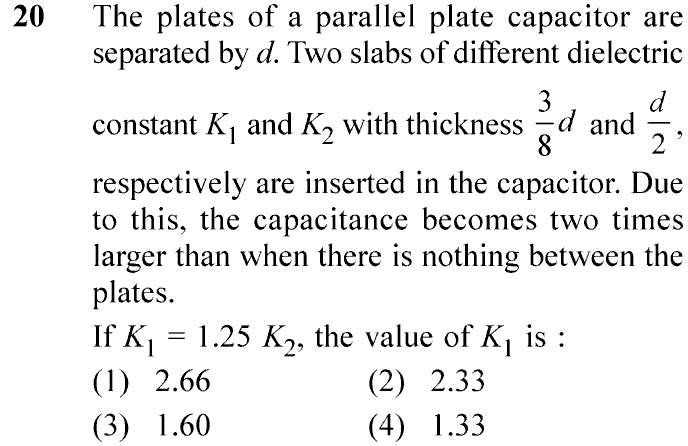 20 The plates of a parallel plate capacitor are
separated by d. Two slabs of different dielectric
constant K₁ and K₂ with thickness 3/8 d and d/2,
respectively are inserted in the capacitor. Due
to this, the capacitance becomes two times
larger than when there is nothing between the
plates.
If K₁ = 1.25 K₂, the value of K₁ is :
(1) 2.66 (2) 2.33
(3) 1.60 (4) 1.33